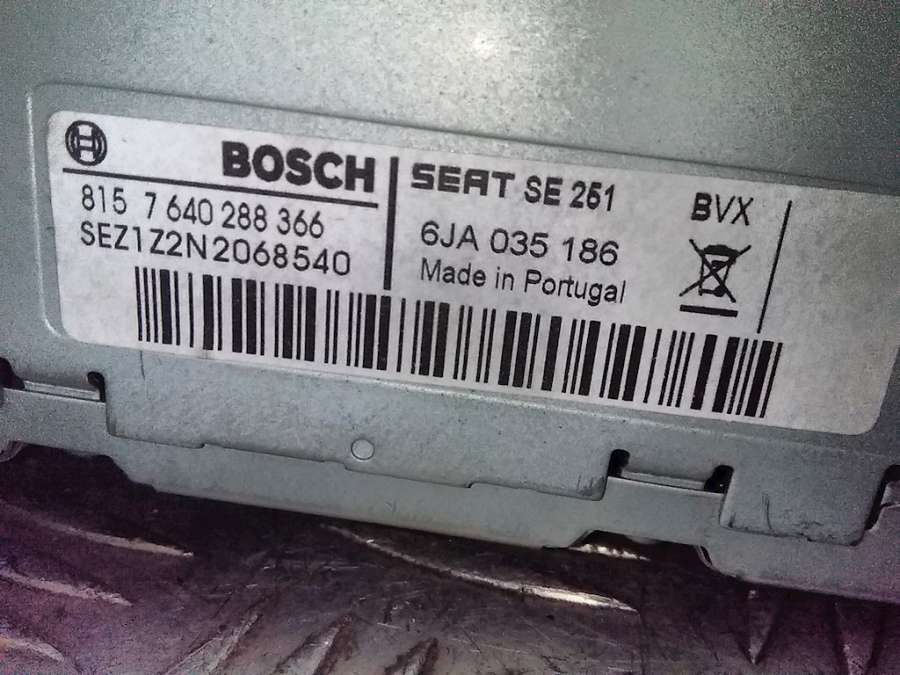 BOSCH
815 7 640 288 366
SEZ1Z2N2068540
SEAT SE 251
6JA 035 186
Made in Portugal
BVX